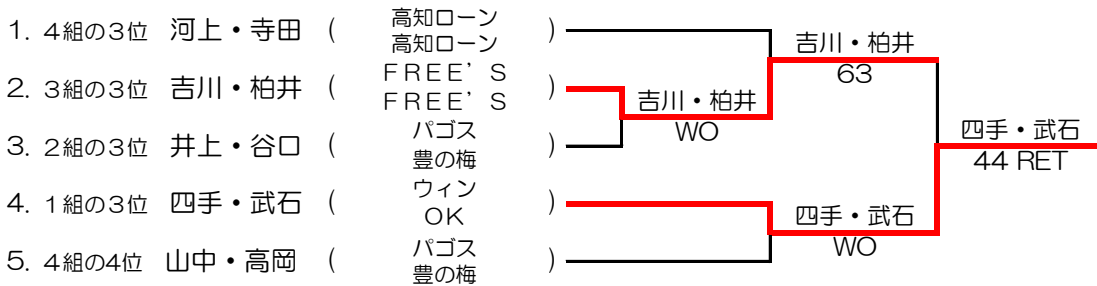 1. 4組の3位 河上・寺田 ( 高知ローン 高知ローン )
2. 3組の3位 吉川・柏井 ( FREE'S FREE'S )
3. 2組の3位 井上・谷口 ( パゴス 豊の梅 )
4. 1組の3位 四手・武石 ( ウィン OK )
5. 4組の4位 山中・高岡 ( パゴス 豊の梅 )
吉川・柏井
WO
吉川・柏井
63
四手・武石
WO
四手・武石
44 RET